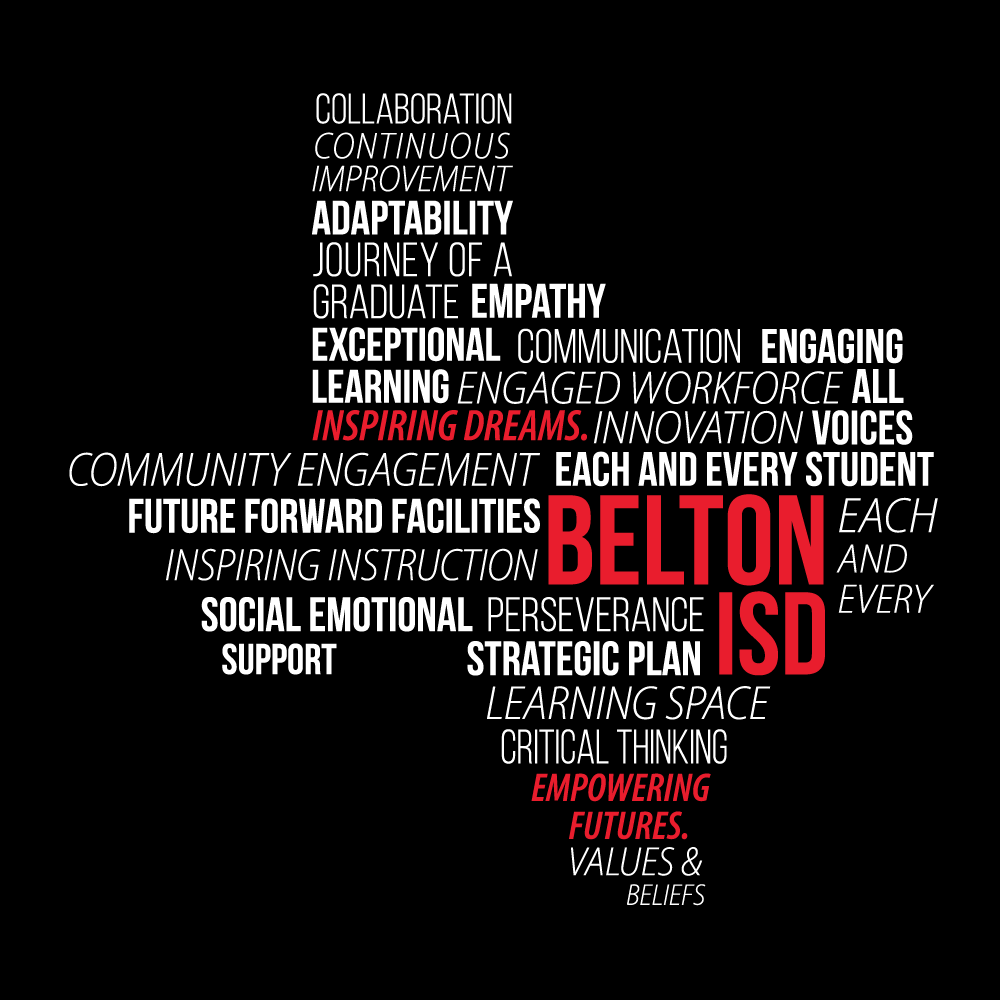 COLLABORATION
CONTINUOUS
IMPROVEMENT
ADAPTABILITY
JOURNEY OF A
GRADUATE EMPATHY
EXCEPTIONAL COMMUNICATION ENGAGING
LEARNING ENGAGED WORKFORCE ALL
INSPIRING DREAMS. INNOVATION VOICES
COMMUNITY ENGAGEMENT EACH AND EVERY STUDENT
FUTURE FORWARD FACILITIES BELTON EACH
INSPIRING INSTRUCTION AND
EVERY
SOCIAL EMOTIONAL PERSEVERANCE ISD
SUPPORT STRATEGIC PLAN
LEARNING SPACE
CRITICAL THINKING
EMPOWERING
FUTURES.
VALUES &
BELIEFS